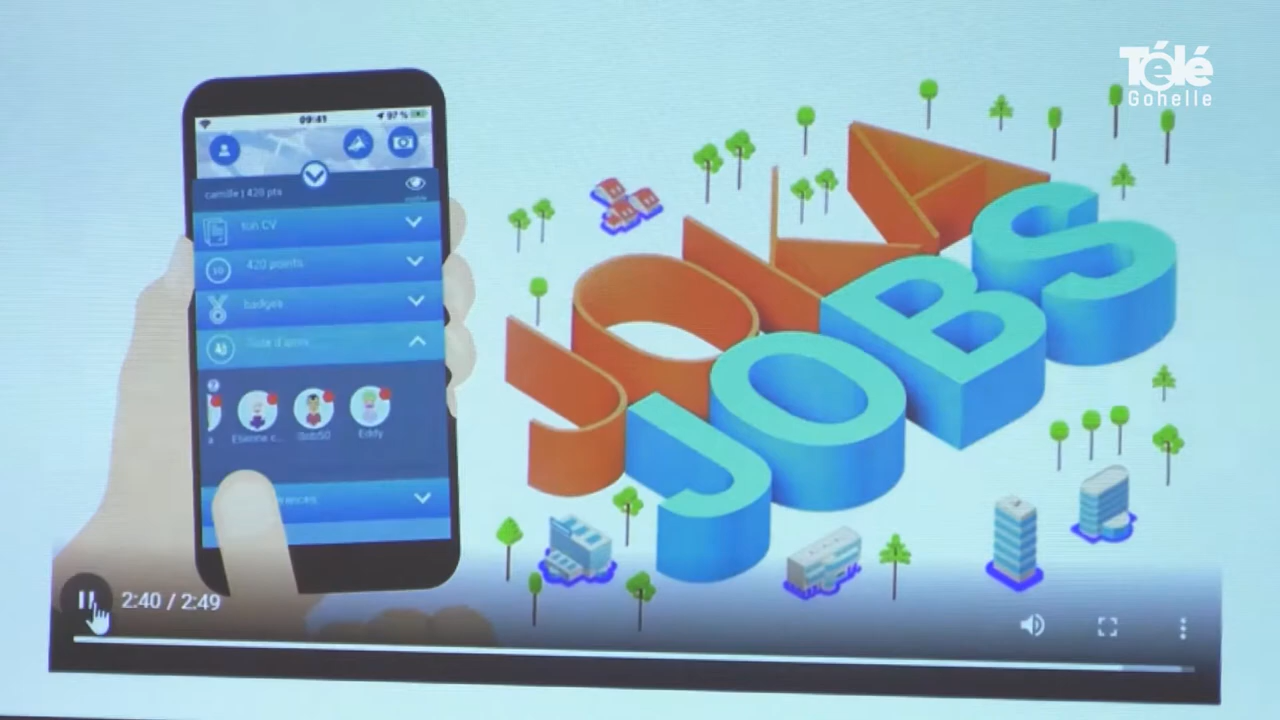 Télé
Gohelle
09:41
97 %
camille | 420 pts
ton CV
420 points
badges
Eddy
JOKA
JOBS
2:40 / 2:49